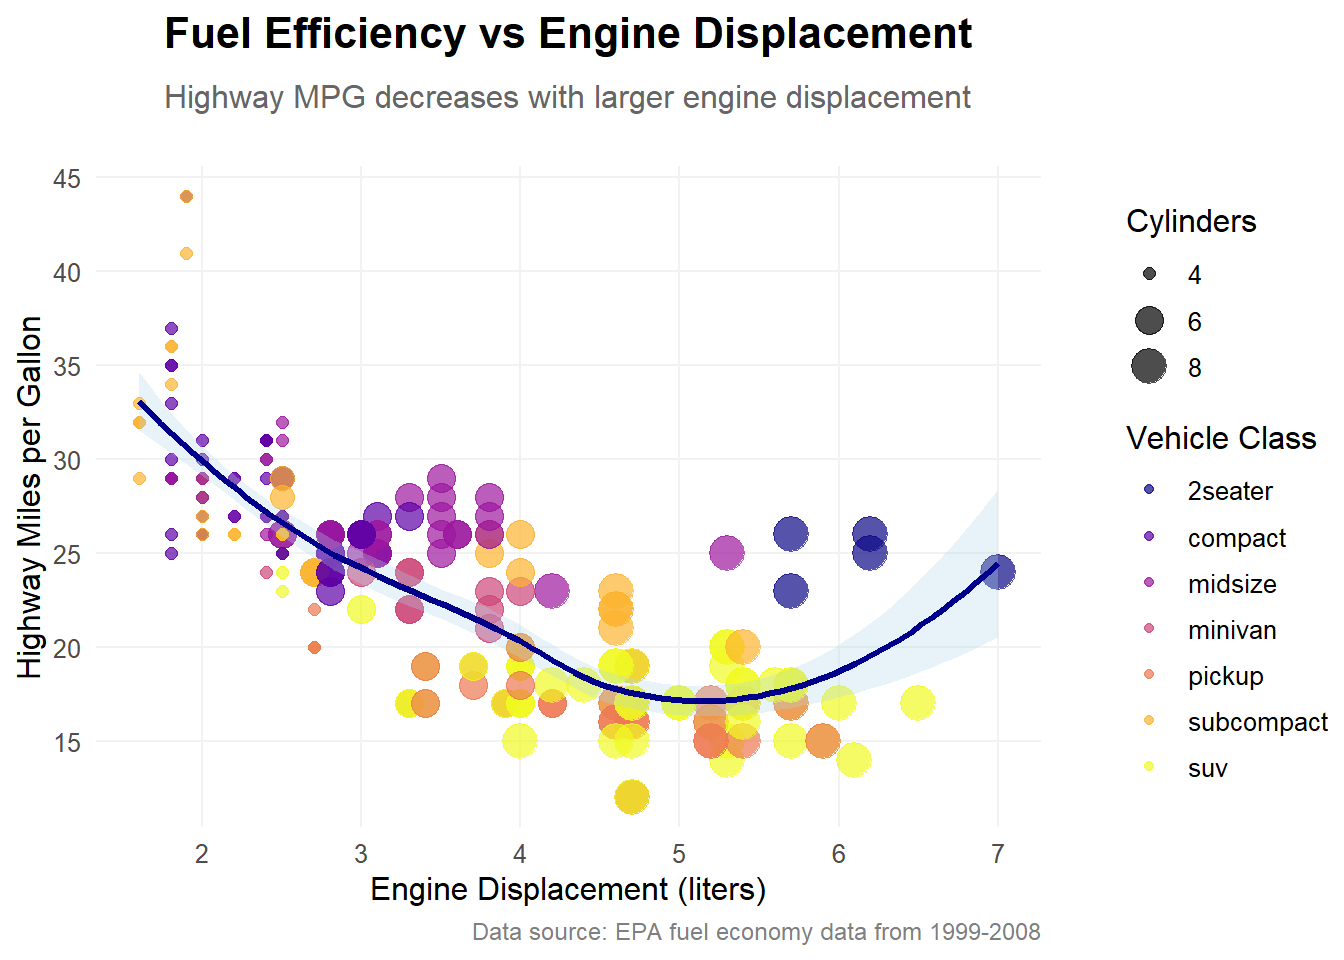 Fuel Efficiency vs Engine Displacement
Highway MPG decreases with larger engine displacement
Highway Miles per Gallon
45
40
35
30
25
20
15
2 3 4 5 6 7
Engine Displacement (liters)
Data source: EPA fuel economy data from 1999-2008
Cylinders
4
6
8
Vehicle Class
2seater
compact
midsize
minivan
pickup
subcompact
suv